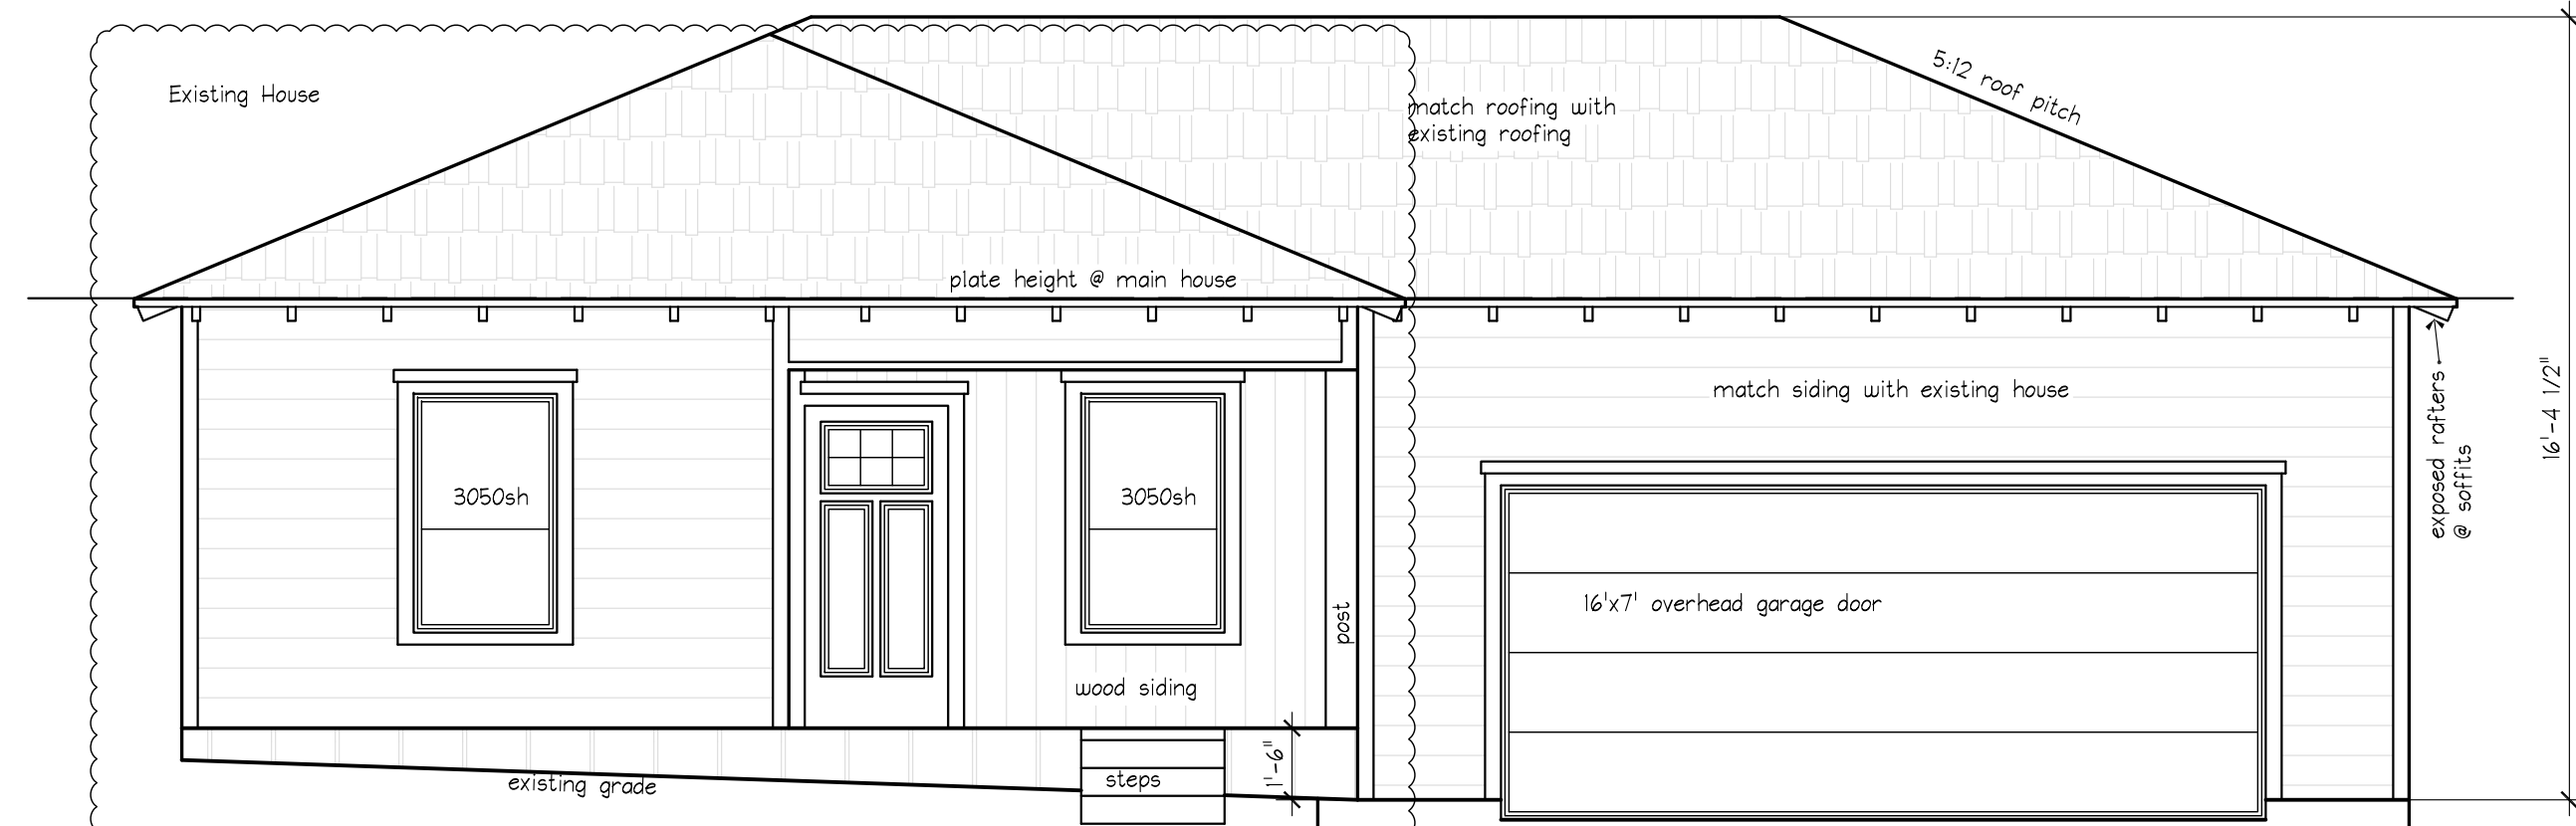 Existing House
5:12 roof pitch
match roofing with
existing roofing
plate height @ main house
match siding with existing house
exposed rafters
@ soffits
16'-4 1/2"
3050sh
3050sh
16'x7' overhead garage door
post
wood siding
1'-6"
steps
existing grade